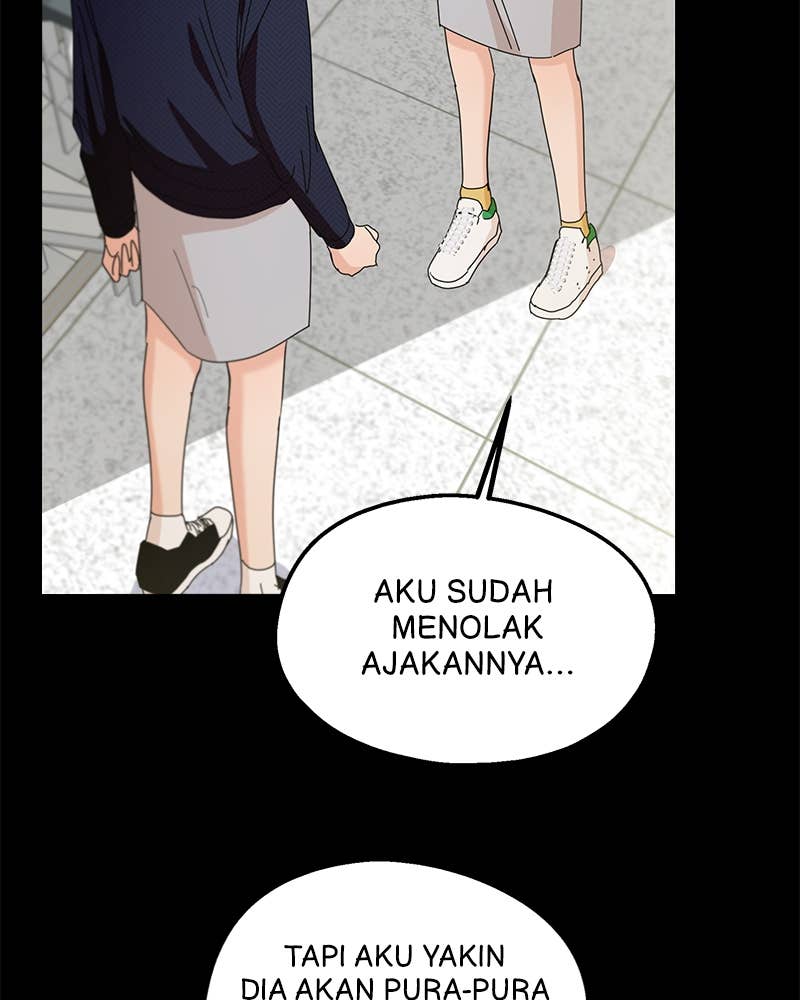 AKU SUDAH
MENOLAK
AJAKANNYA...
TAPI AKU YAKIN
DIA AKAN PURA-PURA